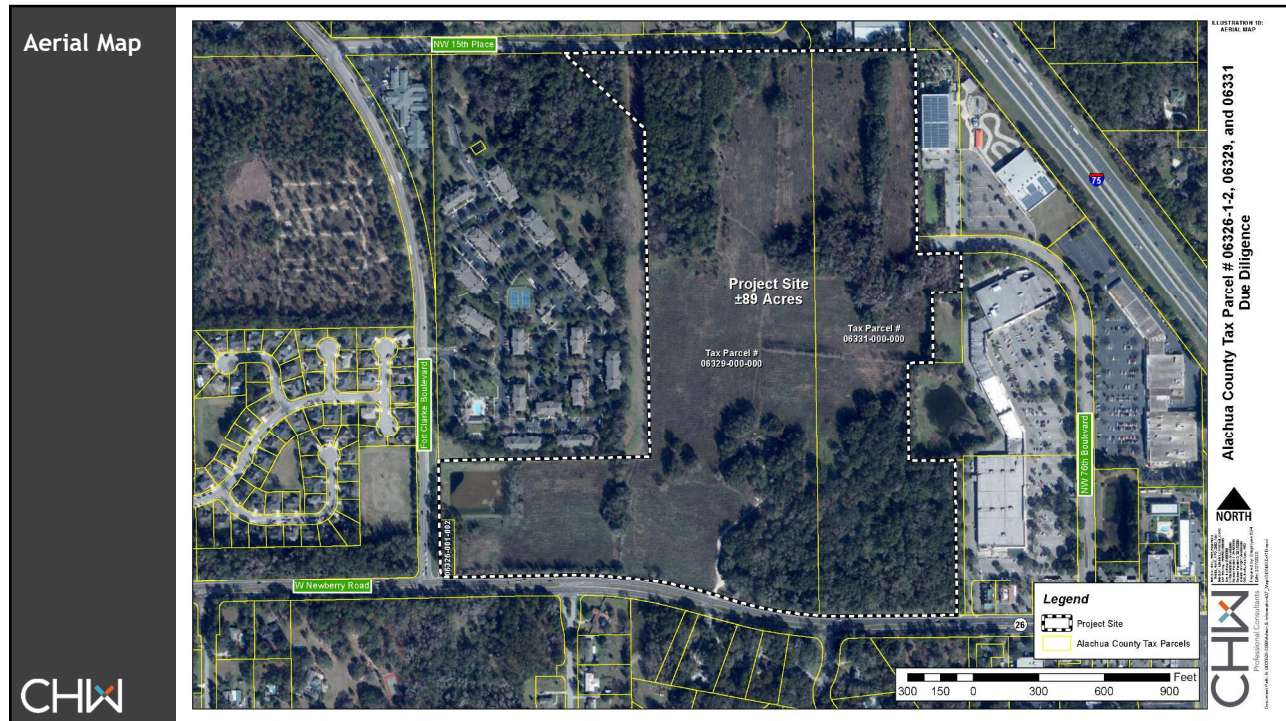 Aerial Map
CHW
NW 15th Place
Fort Clarke Boulevard
W Newberry Road
06326-001-002
Project Site
±89 Acres
Tax Parcel #
06329-000-000
Tax Parcel #
06331-000-000
75
NW 76th Boulevard
26
Legend
Project Site
Alachua County Tax Parcels
Feet
300 150 0 300 600 900
ILLUSTRATION 1D:
AERIAL MAP
Alachua County Tax Parcel # 06326-1-2, 06329, and 06331
Due Diligence
NORTH
CHW
Professional Consultants